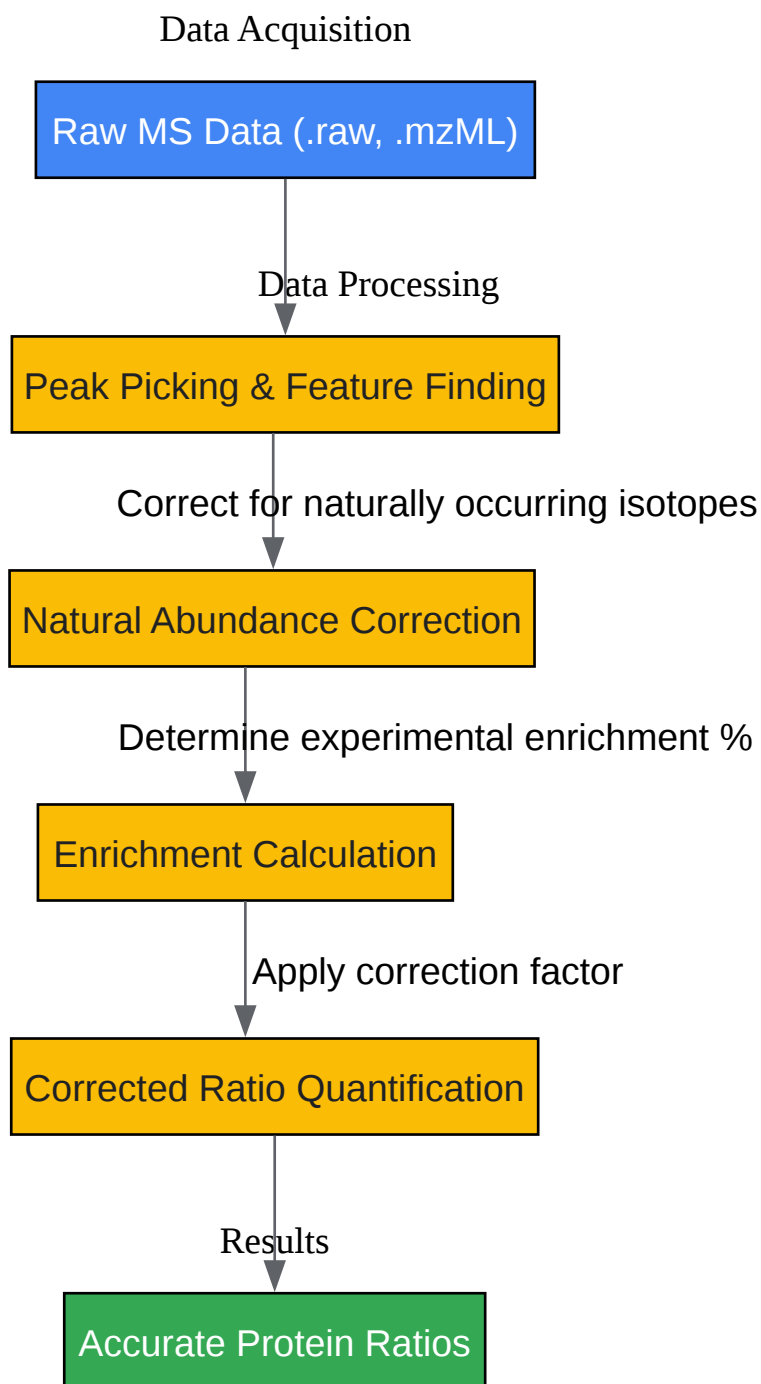 Data Acquisition
Raw MS Data (.raw, .mzML)
Data Processing
Peak Picking & Feature Finding
Correct for naturally occurring isotopes
Natural Abundance Correction
Determine experimental enrichment %
Enrichment Calculation
Apply correction factor
Corrected Ratio Quantification
Results
Accurate Protein Ratios